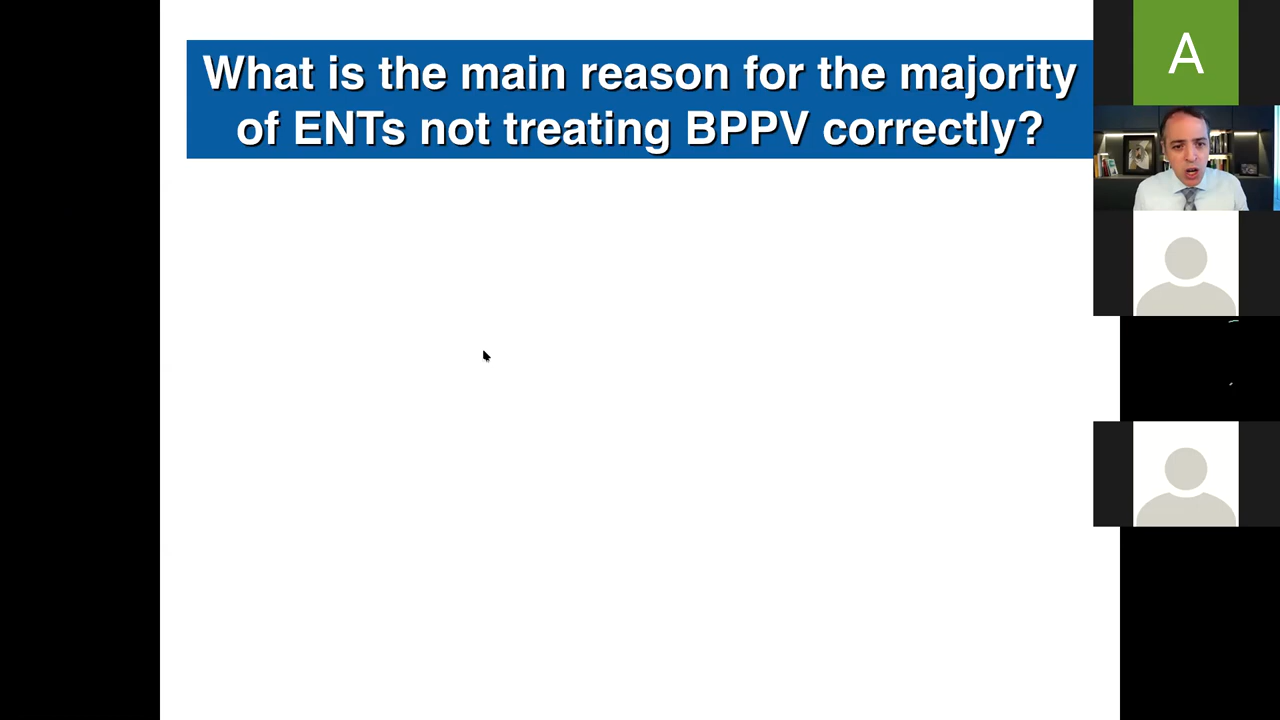 What is the main reason for the majority
of ENTs not treating BPPV correctly?
A